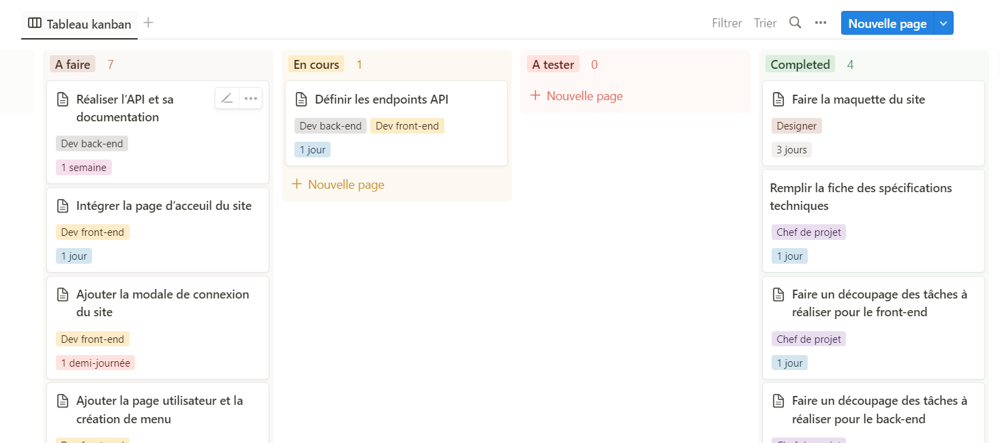 Tableau kanban
Filtrer Trier Nouvelle page
A faire 7
Réaliser l’API et sa
documentation
Dev back-end
1 semaine
Intégrer la page d’acceuil du site
Dev front-end
1 jour
Ajouter la modale de connexion
du site
Dev front-end
1 demi-journée
Ajouter la page utilisateur et la
création de menu
Dev front-end
En cours 1
Définir les endpoints API
Dev back-end Dev front-end
1 jour
Nouvelle page
A tester 0
Nouvelle page
Completed 4
Faire la maquette du site
Designer
3 jours
Remplir la fiche des spécifications
techniques
Chef de projet
1 jour
Faire un découpage des tâches à
réaliser pour le front-end
Chef de projet
1 jour
Faire un découpage des tâches à
réaliser pour le back-end
Chef de projet